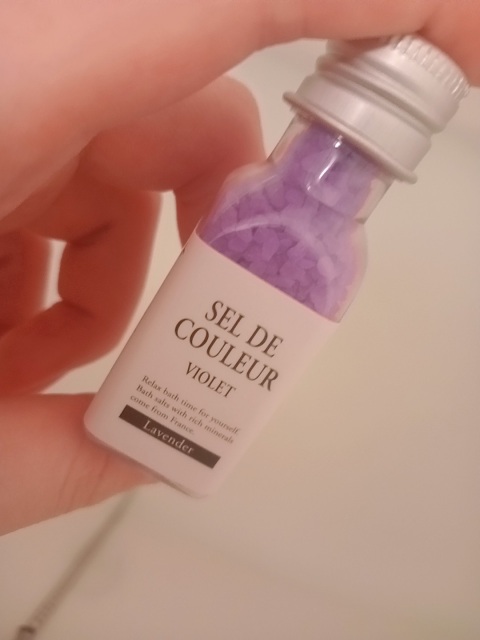 SEL DE
COULEUR
VIOLET
Relax bath time for yourself.
Bath salts with rich minerals
come from France.
Lavender